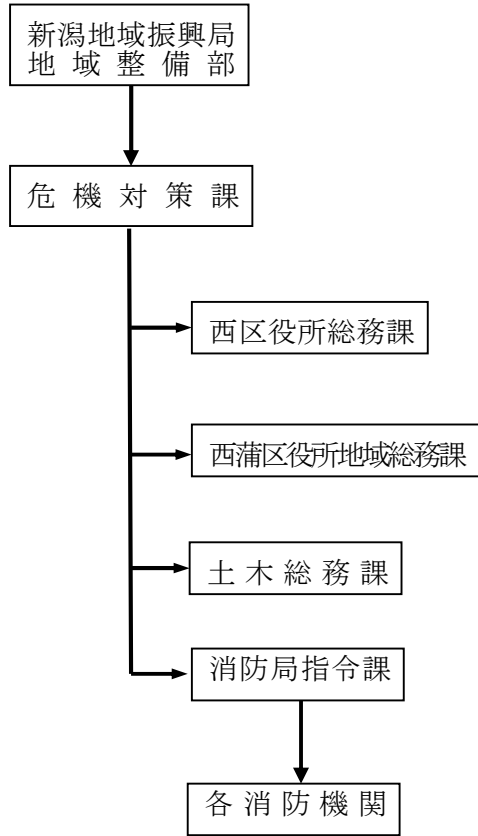 新潟地域振興局
地域整備部
危機対策課
西区役所総務課
西蒲区役所地域総務課
土木総務課
消防局指令課
各消防機関